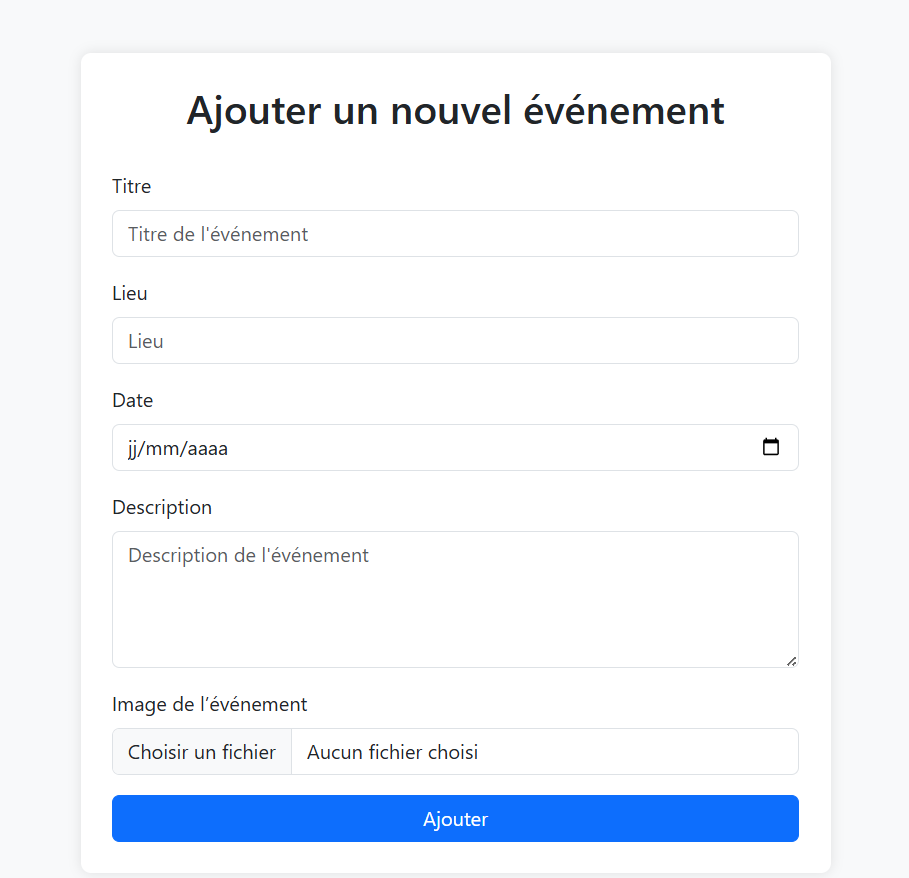 Ajouter un nouvel événement
Titre
Titre de l'événement
Lieu
Lieu
Date
jj/mm/aaaa
Description
Description de l'événement
Image de l’événement
Choisir un fichier Aucun fichier choisi
Ajouter